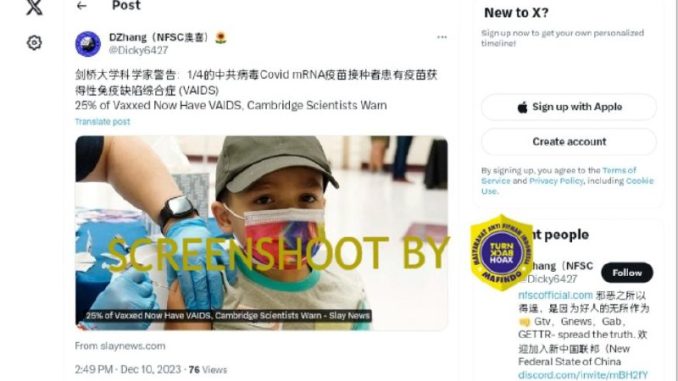 Post
DZhang（NFSC澳喜）
@Dicky6427
剑桥大学科学家警告：1/4的中共病毒Covid mRNA疫苗接种者患有疫苗获
得性免疫缺陷综合症 (VAIDS)
25% of Vaxxed Now Have VAIDS, Cambridge Scientists Warn
Translate post
SCREENSHOOT BY
25% of Vaxxed Now Have VAIDS, Cambridge Scientists Warn - Slay News
From slaynews.com
2:49 PM · Dec 10, 2023 · 76 Views
New to X?
Sign up now to get your own personalized
timeline!
Sign up with Apple
Create account
By signing up, you agree to the Terms of
Service and Privacy Policy, including Cookie
Use.
MASYARAKAT ANTI FITNAH INDONESIA
TURN
BACK
HOAX
MAFINDO
nt people
Zhang（NFSC
Dicky6427
Follow
nfscofficial.com 邪恶之所以
得逞，是因为好人的无所作为
Gtv、Gnews、Gab、
GETTR- spread the truth. 欢
迎加入新中国联邦（New
Federal State of China
discord.com/invite/mBH2fY